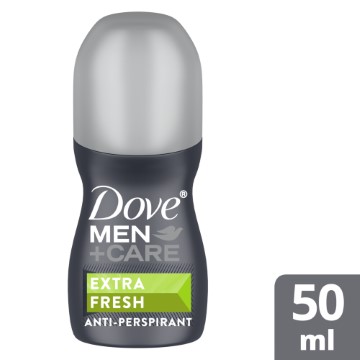 Dove®
MEN
+CARE
EXTRA
FRESH
ANTI-PERSPIRANT
50
ml